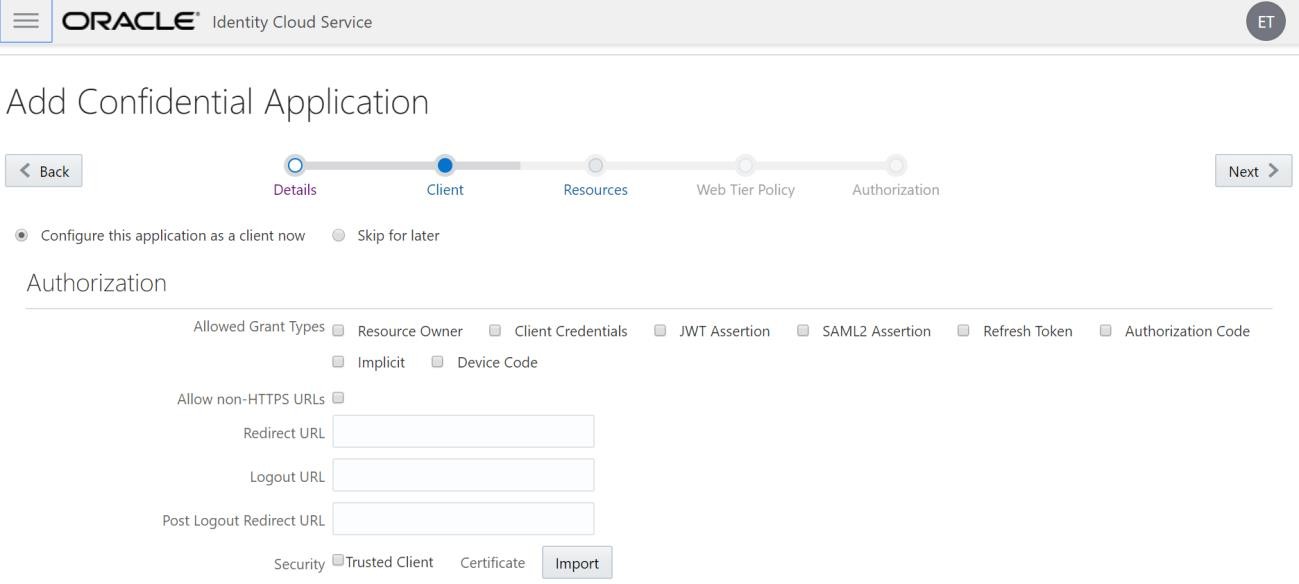 ORACLE® Identity Cloud Service
ET
Add Confidential Application
Back
Next
Details
Client
Resources
Web Tier Policy
Authorization
Configure this application as a client now Skip for later
Authorization
Allowed Grant Types Resource Owner Client Credentials JWT Assertion SAML2 Assertion Refresh Token Authorization Code
Implicit Device Code
Allow non-HTTPS URLs
Redirect URL
Logout URL
Post Logout Redirect URL
Security Trusted Client Certificate Import